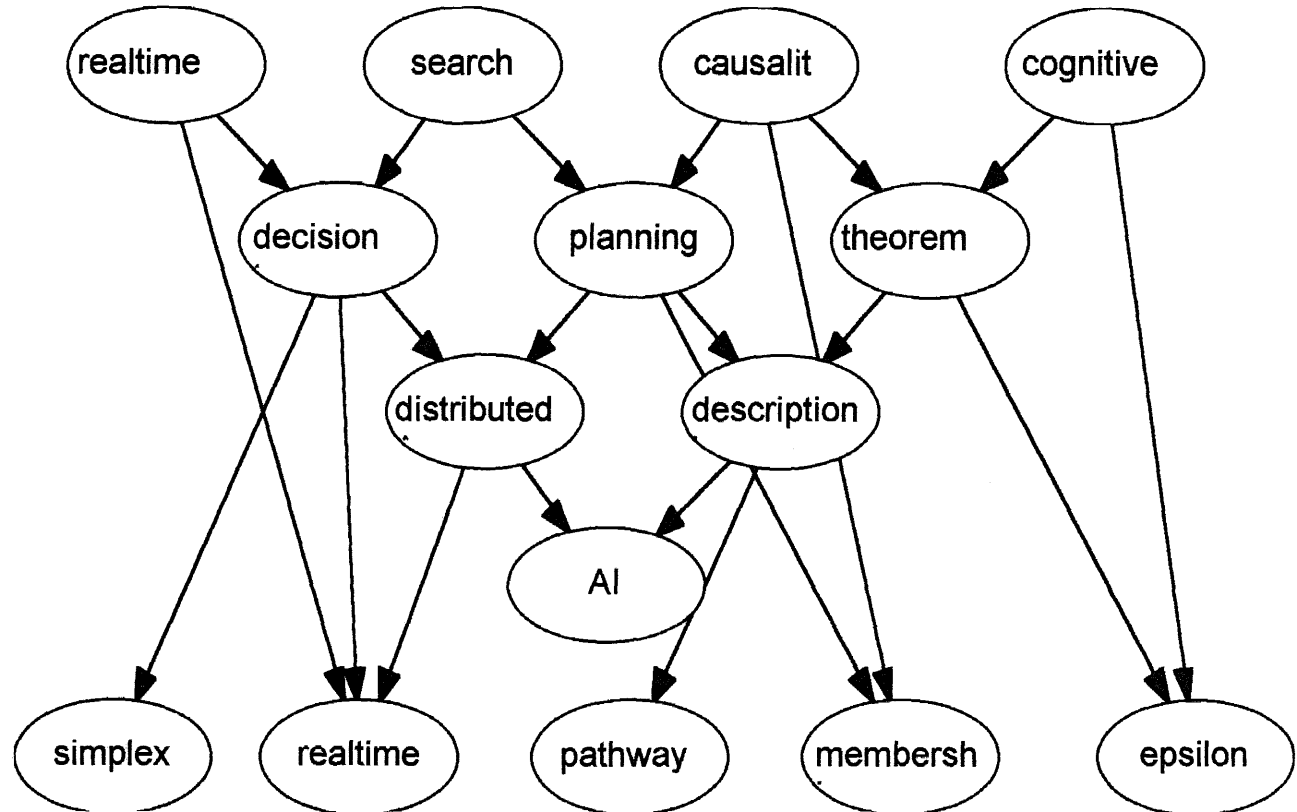 realtime
search
causalit
cognitive
decision
planning
theorem
distributed
description
AI
simplex
realtime
pathway
membersh
epsilon